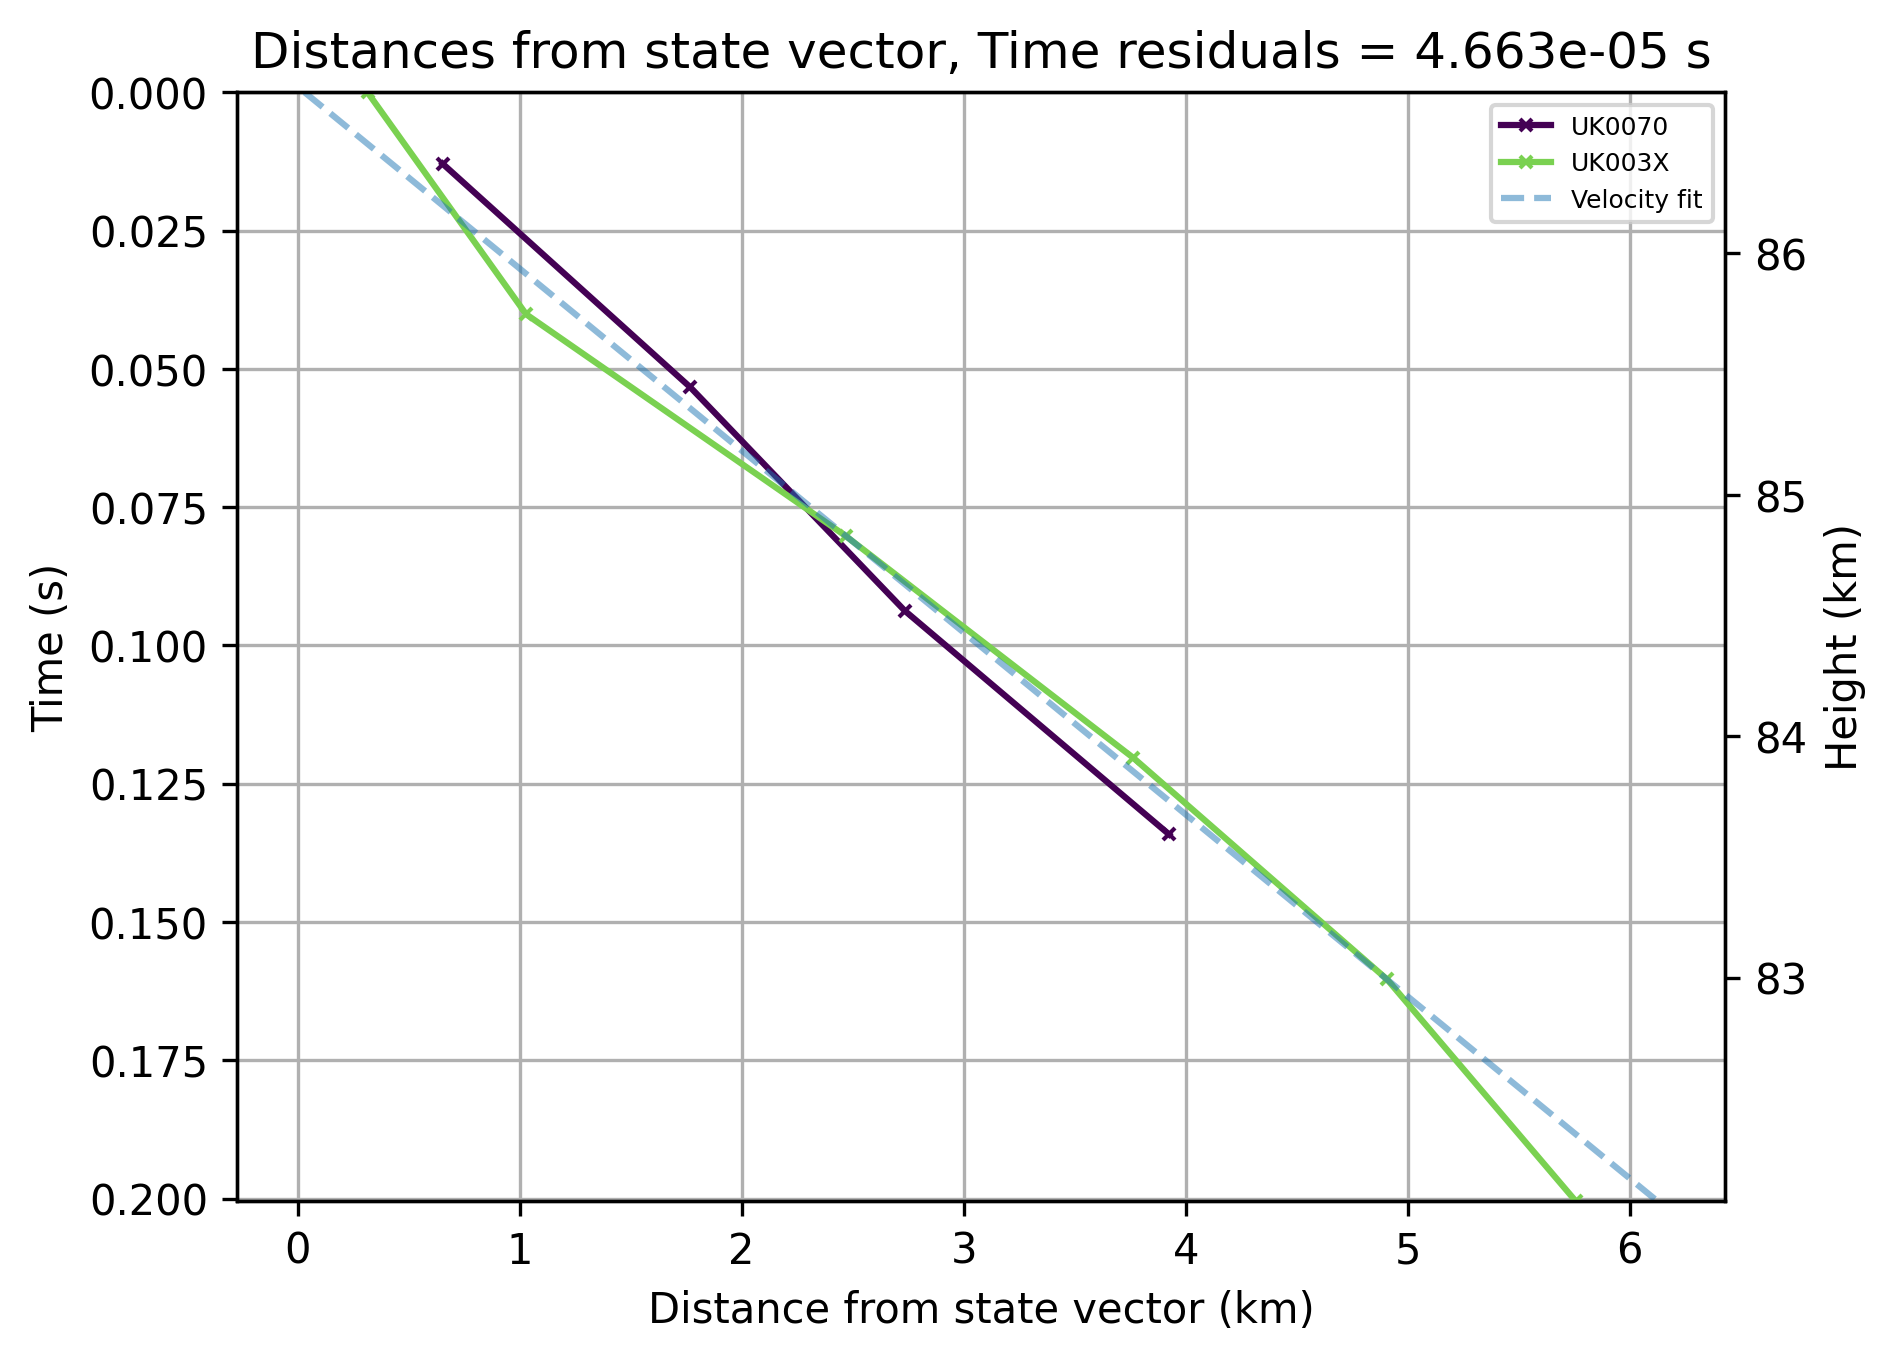 Distances from state vector, Time residuals = 4.663e-05 s
UK0070
UK003X
Velocity fit
0.000
0.025
0.050
0.075
0.100
0.125
0.150
0.175
0.200
Time (s)
86
85
84
83
Height (km)
0 1 2 3 4 5 6
Distance from state vector (km)